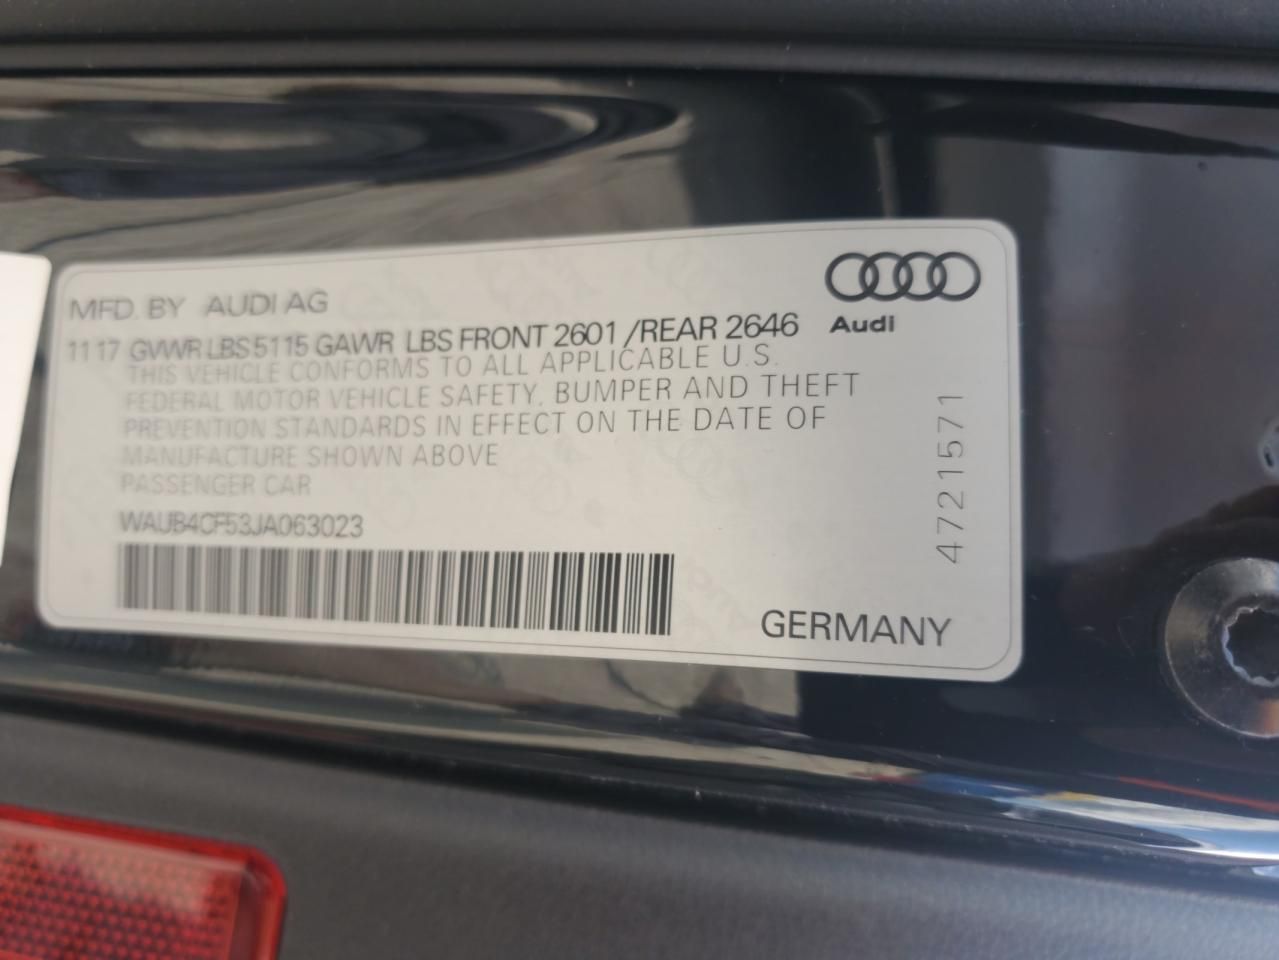 MFD. BY AUDI AG
11 17 GVWR LBS 5115 GAWR LBS FRONT 2601 /REAR 2646
Audi
THIS VEHICLE CONFORMS TO ALL APPLICABLE U.S.
FEDERAL MOTOR VEHICLE SAFETY, BUMPER AND THEFT
PREVENTION STANDARDS IN EFFECT ON THE DATE OF
MANUFACTURE SHOWN ABOVE
PASSENGER CAR
WAUB4CF53JA063023
4721571
GERMANY